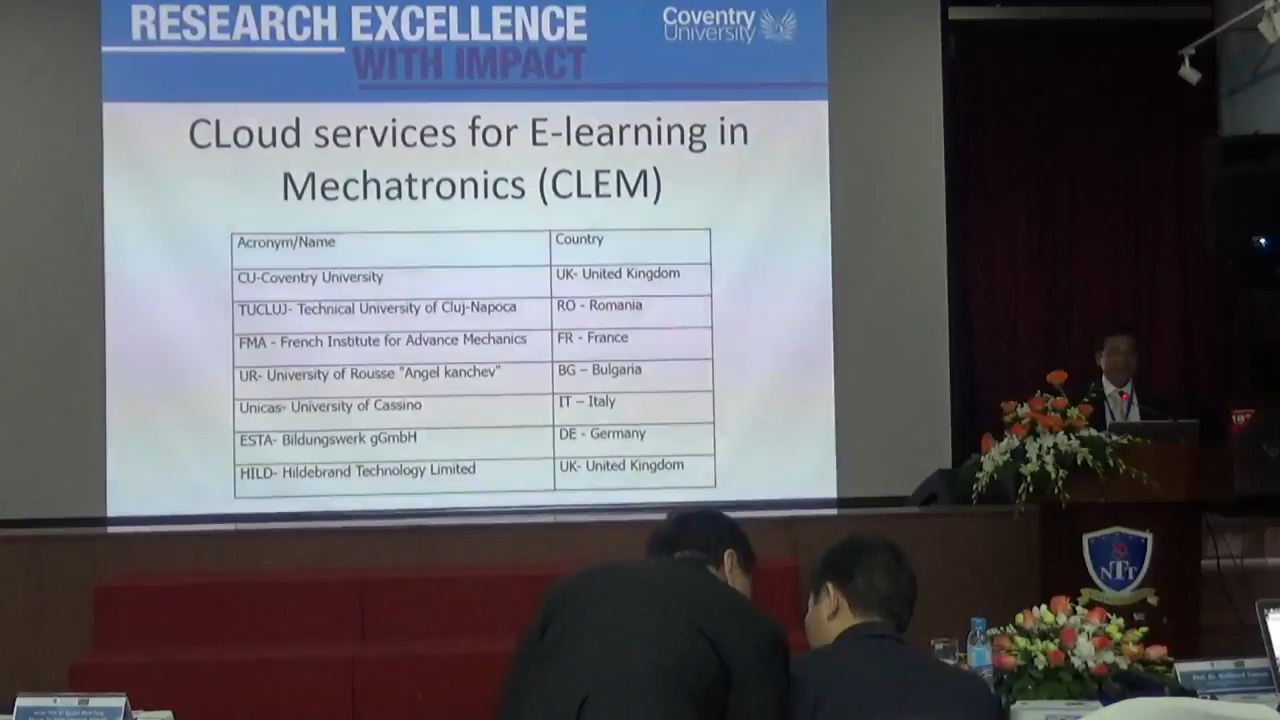 RESEARCH EXCELLENCE
WITH IMPACT
Coventry
University
CLoud services for E-learning in
Mechatronics (CLEM)
Acronym/Name Country
CU-Coventry University UK- United Kingdom
TUCLUJ- Technical University of Cluj-Napoca RO - Romania
FMA - French Institute for Advance Mechanics FR - France
UR- University of Rousse "Angel kanchev" BG – Bulgaria
Unicas- University of Cassino IT – Italy
ESTA- Bildungswerk gGmbH DE - Germany
HILD- Hildebrand Technology Limited UK- United Kingdom
NTT